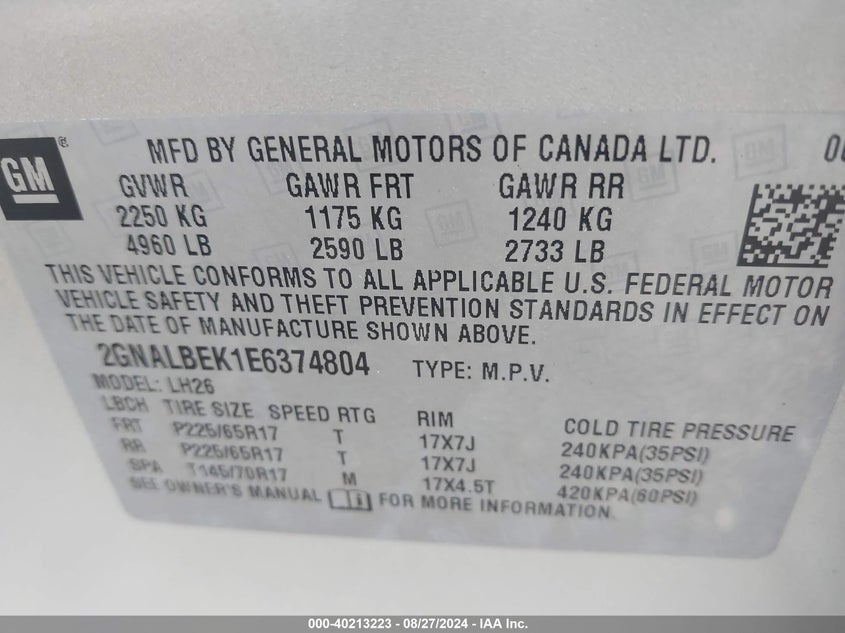 GM ®
MFD BY GENERAL MOTORS OF CANADA LTD.
GVWR GAWR FRT GAWR RR
2250 KG 1175 KG 1240 KG
4960 LB 2590 LB 2733 LB
THIS VEHICLE CONFORMS TO ALL APPLICABLE U.S. FEDERAL MOTOR
VEHICLE SAFETY AND THEFT PREVENTION STANDARDS IN EFFECT ON
THE DATE OF MANUFACTURE SHOWN ABOVE.
2GNALBEK1E6374804 TYPE: M.P.V.
MODEL: LH26
LBCH TIRE SIZE SPEED RTG RIM COLD TIRE PRESSURE
FRT P225/65R17 T 17X7J 240KPA(35PSI)
RR P225/65R17 T 17X7J 240KPA(35PSI)
SPA T145/70R17 M 17X4.5T 420KPA(60PSI)
SEE OWNER'S MANUAL FOR MORE INFORMATION.
000-40213223 - 08/27/2024 - IAA Inc.